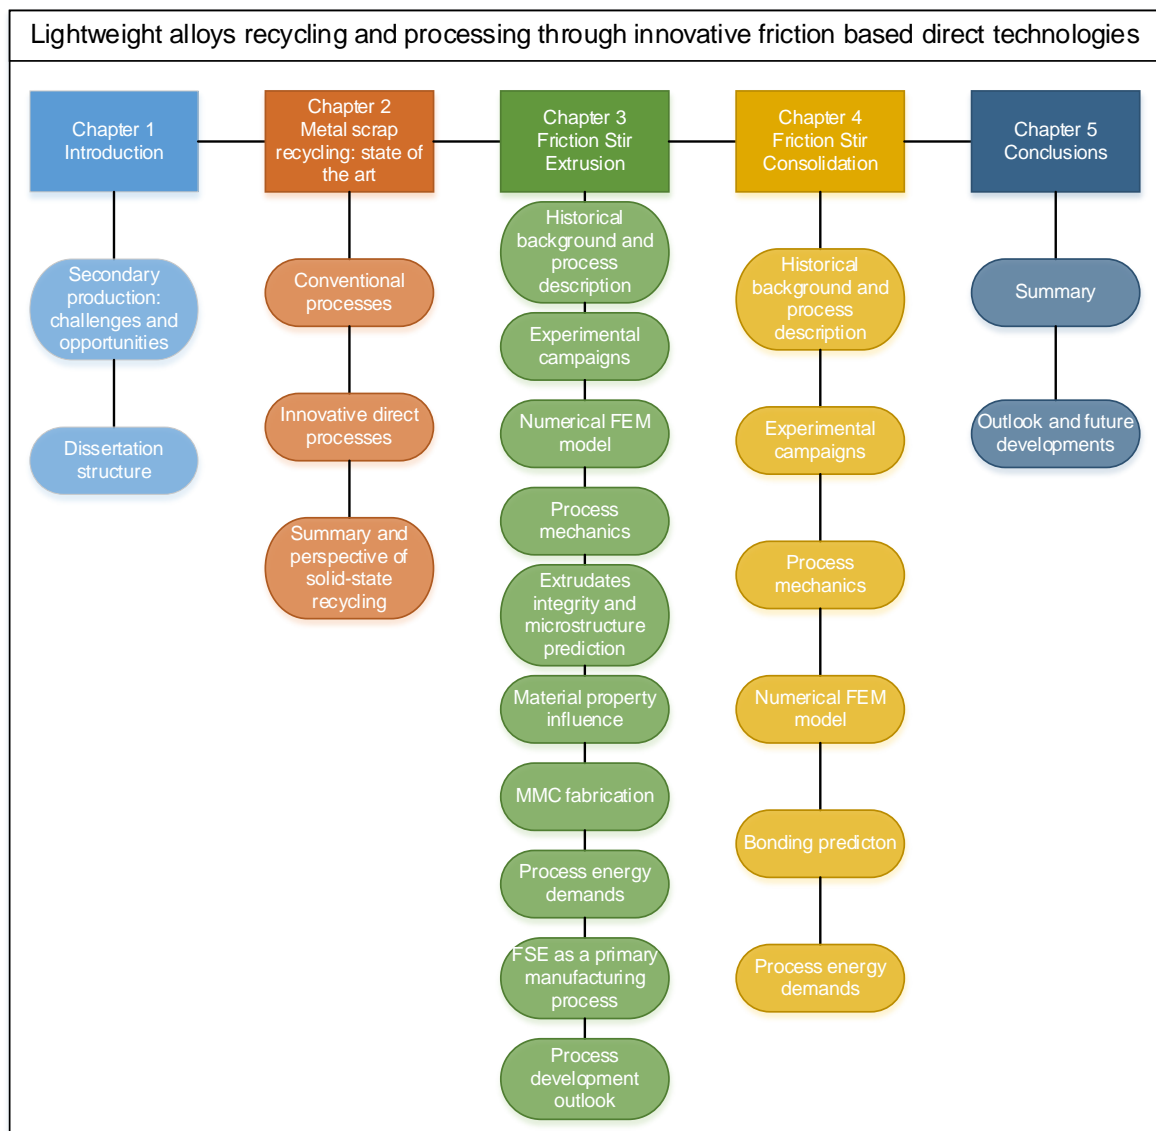 Lightweight alloys recycling and processing through innovative friction based direct technologies
Chapter 1
Introduction
Secondary
production:
challenges and
opportunities
Dissertation
structure
Chapter 2
Metal scrap
recycling: state of
the art
Conventional
processes
Innovative direct
processes
Summary and
perspective of
solid-state
recycling
Chapter 3
Friction Stir
Extrusion
Historical
background and
process
description
Experimental
campaigns
Numerical FEM
model
Process
mechanics
Extrudates
integrity and
microstructure
prediction
Material property
influence
MMC fabrication
Process energy
demands
FSE as a primary
manufacturing
process
Process
development
outlook
Chapter 4
Friction Stir
Consolidation
Historical
background and
process
description
Experimental
campaigns
Process
mechanics
Numerical FEM
model
Bonding predicton
Process energy
demands
Chapter 5
Conclusions
Summary
Outlook and future
developments